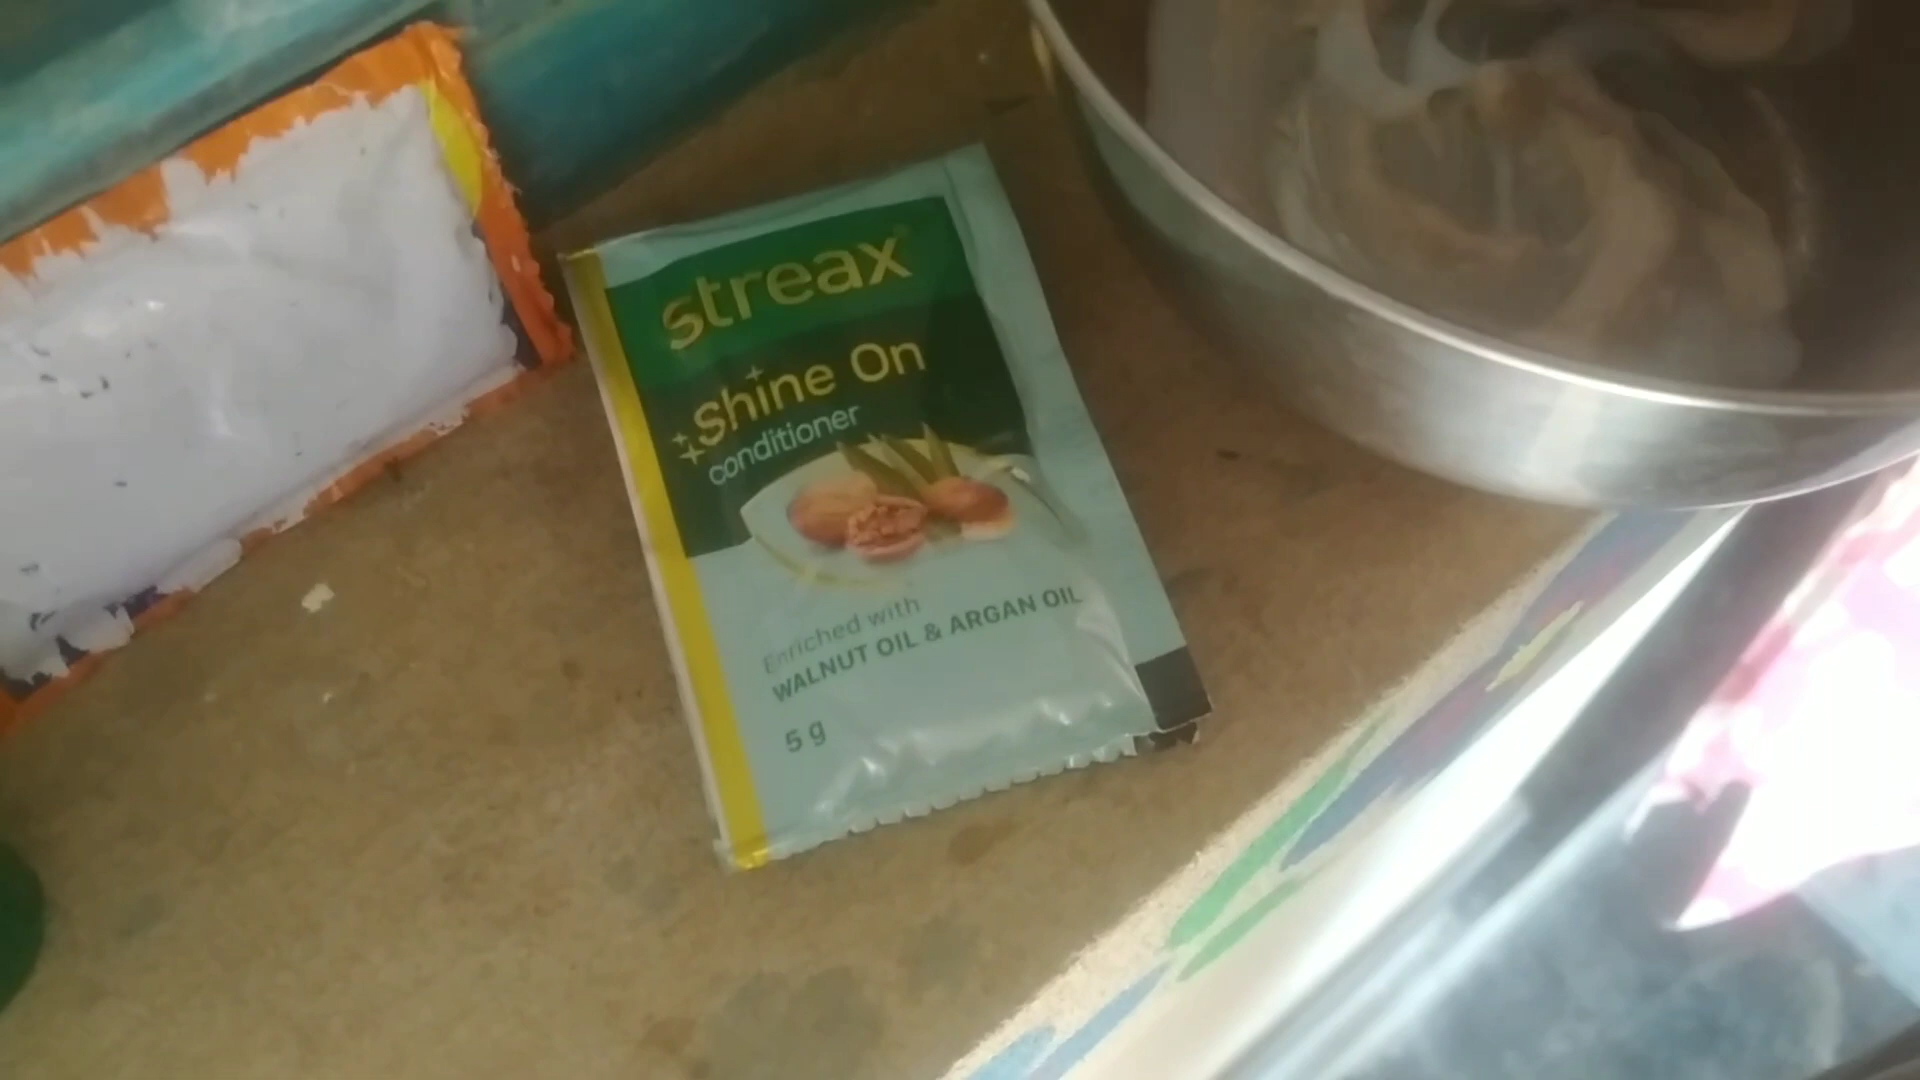 streax
shine On
conditioner
Enriched with
WALNUT OIL & ARGAN OIL
5 g